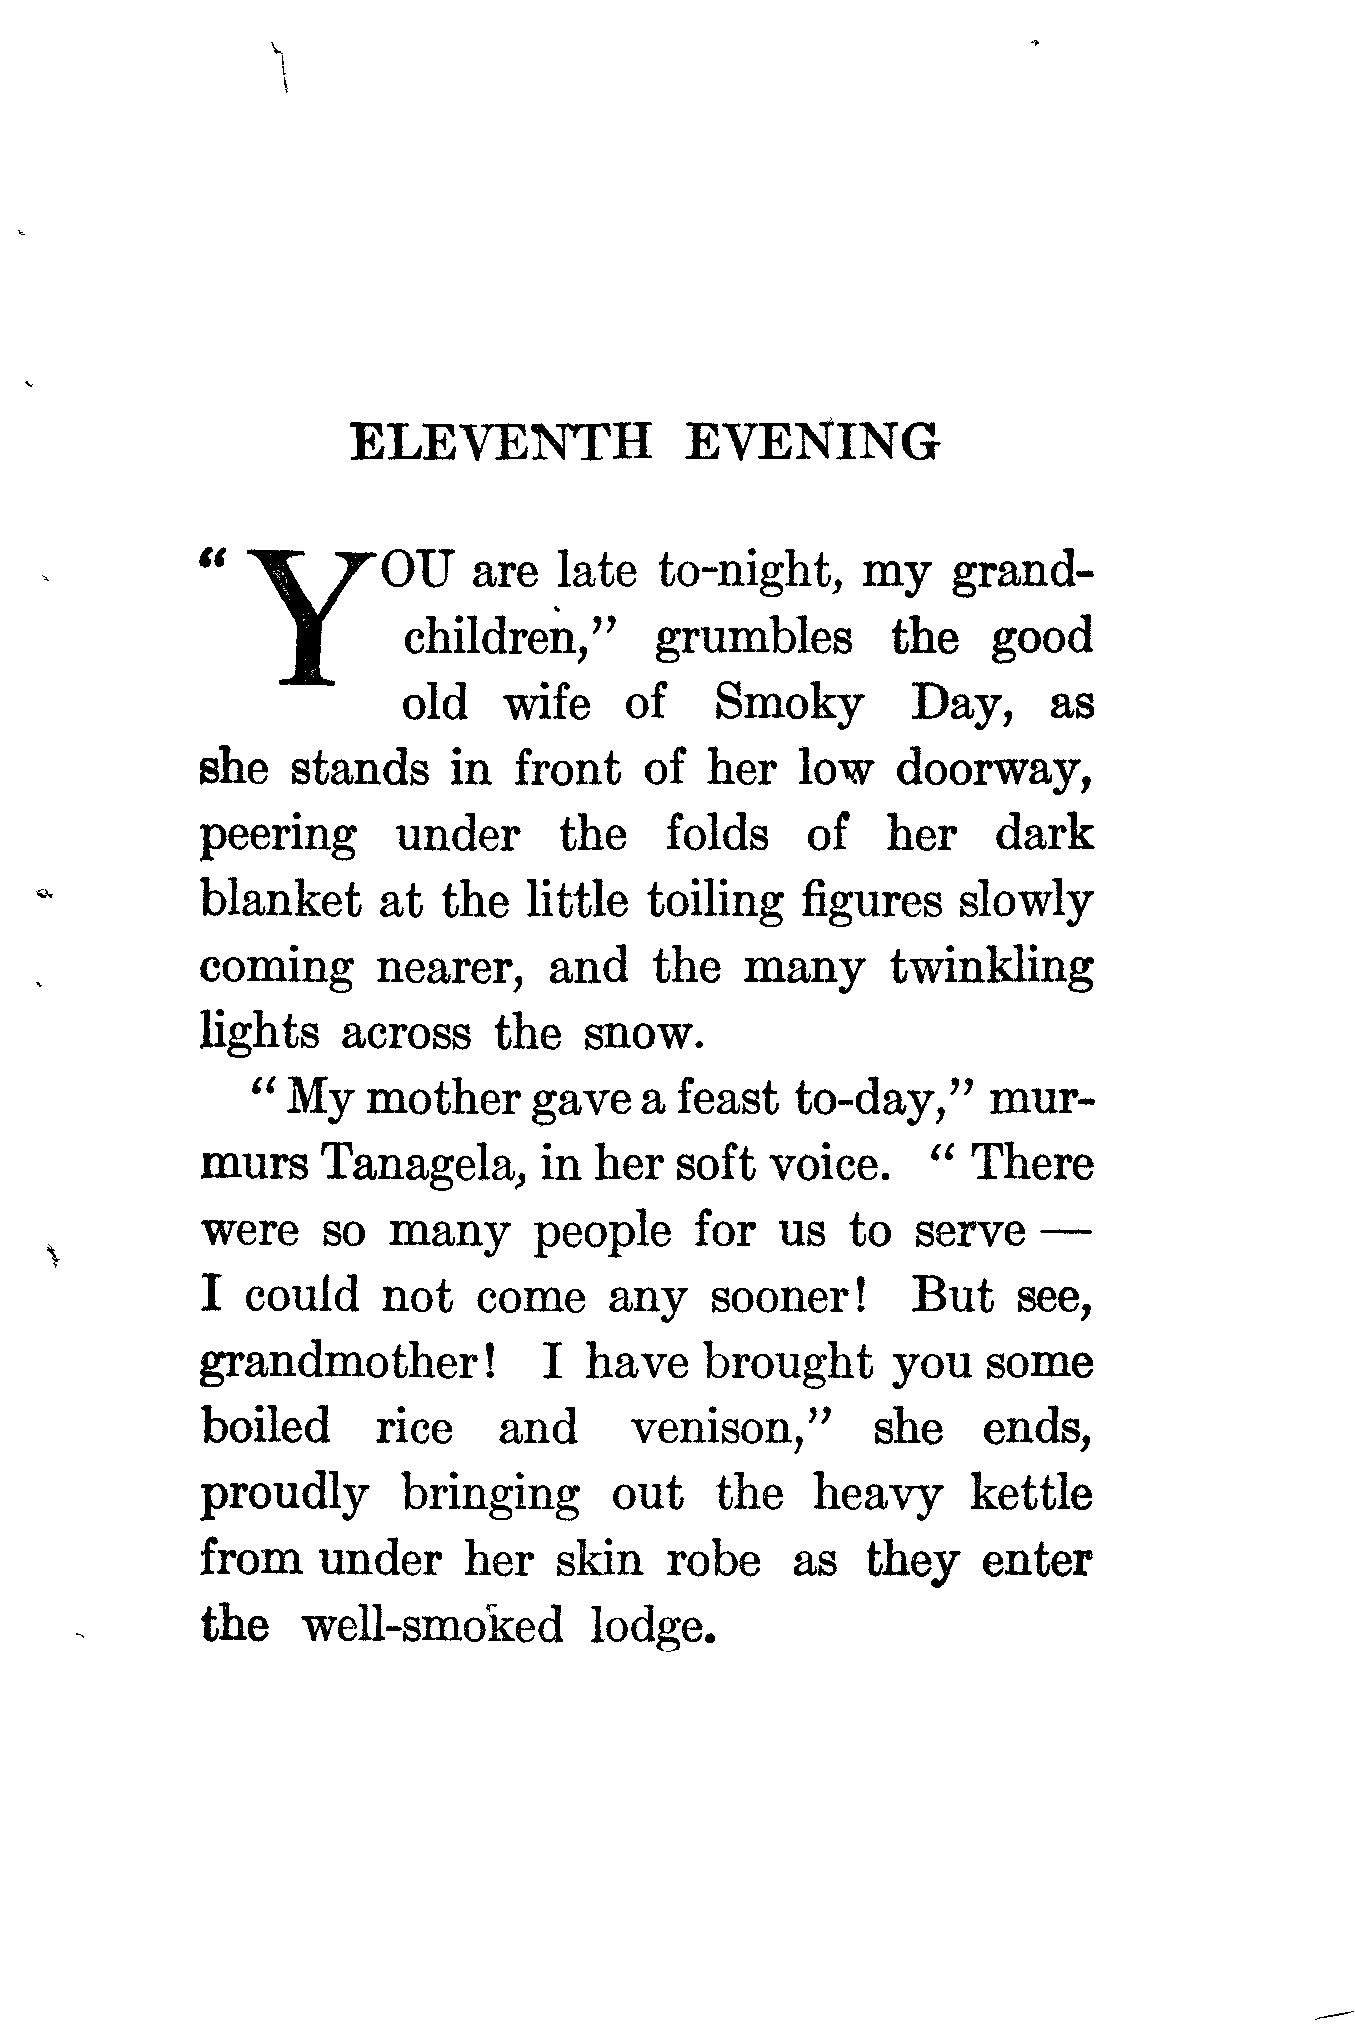 ELEVENTH EVENING
“YOU are late to-night, my grand-
children,” grumbles the good
old wife of Smoky Day, as
she stands in front of her low doorway,
peering under the folds of her dark
blanket at the little toiling figures slowly
coming nearer, and the many twinkling
lights across the snow.
“My mother gave a feast to-day,” mur-
murs Tanagela, in her soft voice. “There
were so many people for us to serve —
I could not come any sooner! But see,
grandmother! I have brought you some
boiled rice and venison,” she ends,
proudly bringing out the heavy kettle
from under her skin robe as they enter
the well-smoked lodge.